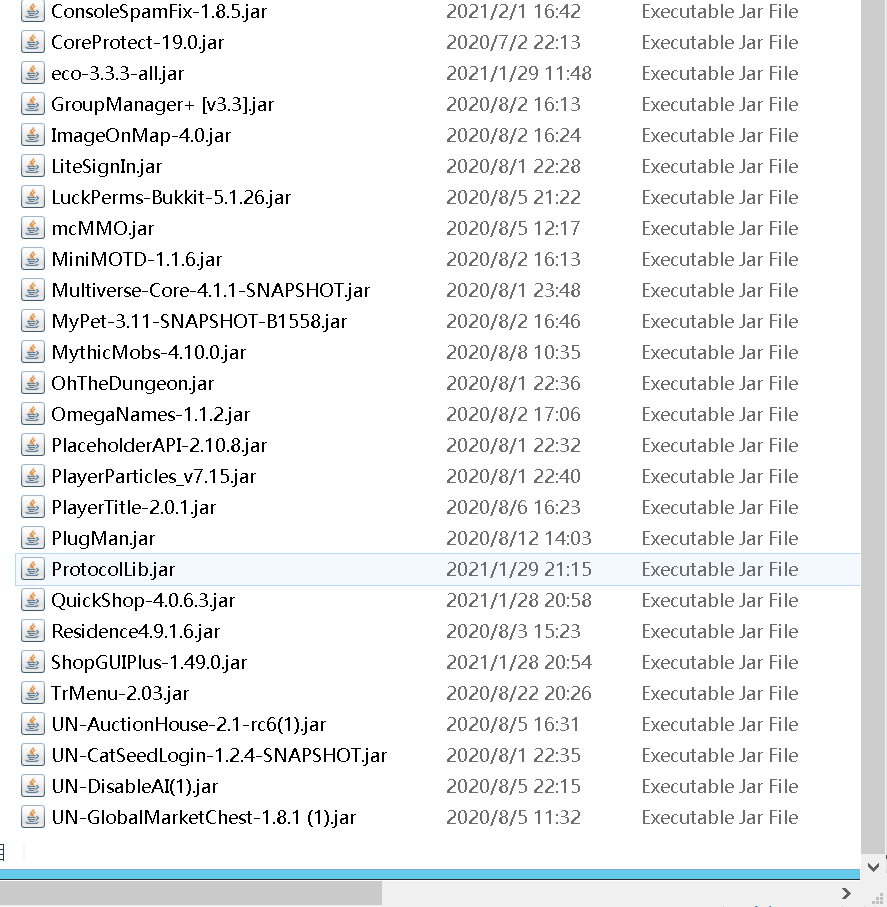 ConsoleSpamFix-1.8.5.jar 2021/2/1 16:42 Executable Jar File
CoreProtect-19.0.jar 2020/7/2 22:13 Executable Jar File
eco-3.3.3-all.jar 2021/1/29 11:48 Executable Jar File
GroupManager+ [v3.3].jar 2020/8/2 16:13 Executable Jar File
ImageOnMap-4.0.jar 2020/8/2 16:24 Executable Jar File
LiteSignIn.jar 2020/8/1 22:28 Executable Jar File
LuckPerms-Bukkit-5.1.26.jar 2020/8/5 21:22 Executable Jar File
mcMMO.jar 2020/8/5 12:17 Executable Jar File
MiniMOTD-1.1.6.jar 2020/8/2 16:13 Executable Jar File
Multiverse-Core-4.1.1-SNAPSHOT.jar 2020/8/1 23:48 Executable Jar File
MyPet-3.11-SNAPSHOT-B1558.jar 2020/8/2 16:46 Executable Jar File
MythicMobs-4.10.0.jar 2020/8/8 10:35 Executable Jar File
OhTheDungeon.jar 2020/8/1 22:36 Executable Jar File
OmegaNames-1.1.2.jar 2020/8/2 17:06 Executable Jar File
PlaceholderAPI-2.10.8.jar 2020/8/1 22:32 Executable Jar File
PlayerParticles_v7.15.jar 2020/8/1 22:40 Executable Jar File
PlayerTitle-2.0.1.jar 2020/8/6 16:23 Executable Jar File
PlugMan.jar 2020/8/12 14:03 Executable Jar File
ProtocolLib.jar 2021/1/29 21:15 Executable Jar File
QuickShop-4.0.6.3.jar 2021/1/28 20:58 Executable Jar File
Residence4.9.1.6.jar 2020/8/3 15:23 Executable Jar File
ShopGUIPlus-1.49.0.jar 2021/1/28 20:54 Executable Jar File
TrMenu-2.03.jar 2020/8/22 20:26 Executable Jar File
UN-AuctionHouse-2.1-rc6(1).jar 2020/8/5 16:31 Executable Jar File
UN-CatSeedLogin-1.2.4-SNAPSHOT.jar 2020/8/1 22:35 Executable Jar File
UN-DisableAI(1).jar 2020/8/5 22:15 Executable Jar File
UN-GlobalMarketChest-1.8.1 (1).jar 2020/8/5 11:32 Executable Jar File